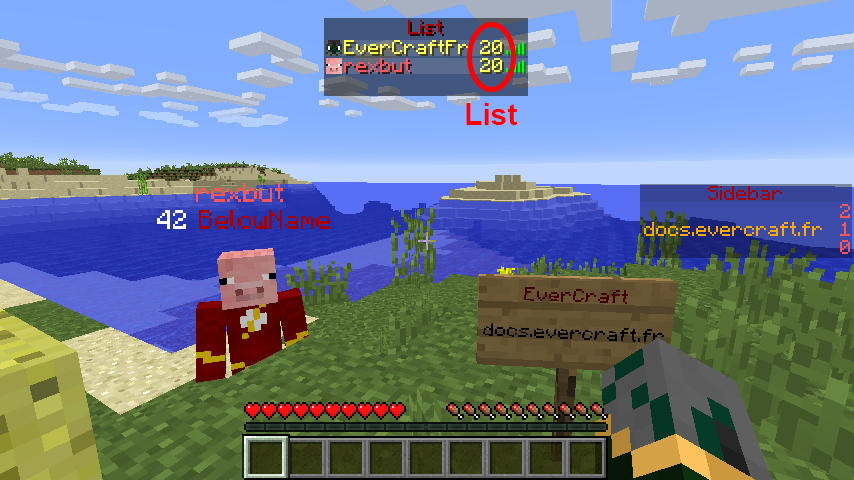 List
EverCraftFr 20
rexbut 20
List
rexbut
42 BelowName
Sidebar
2
docs.evercraft.fr 1
0
EverCraft
docs.evercraft.fr